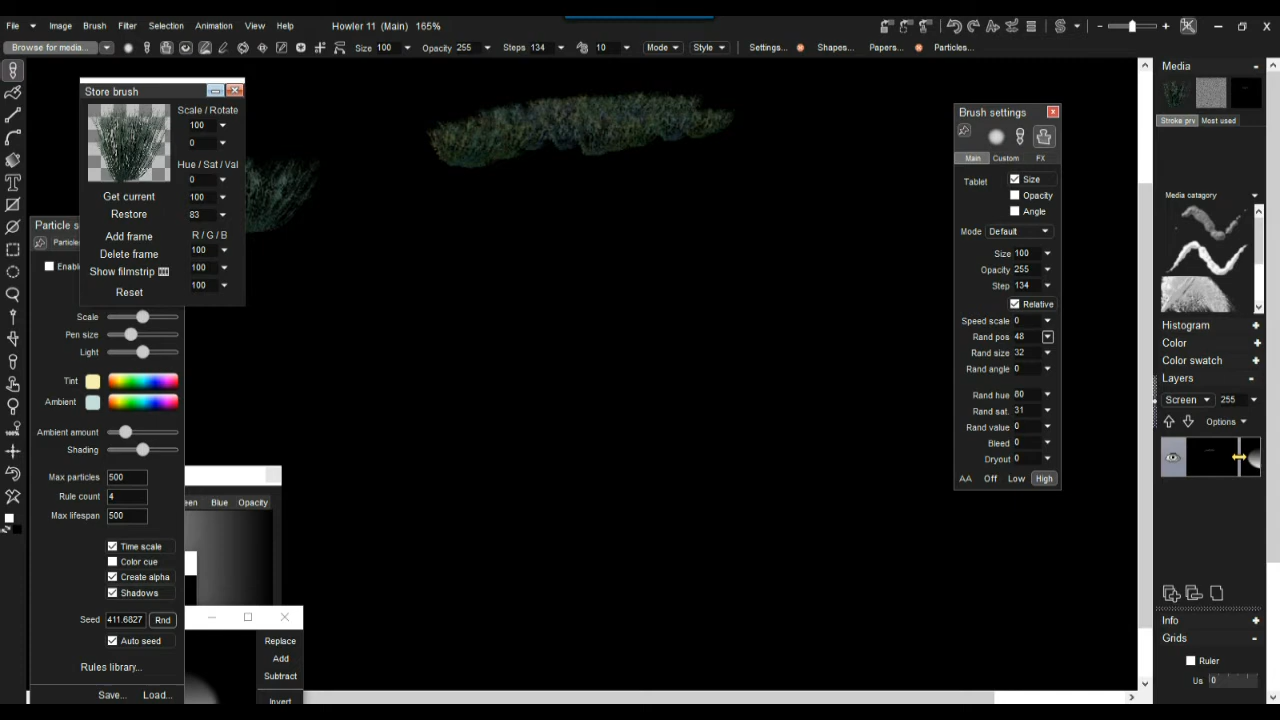 File Image Brush Filter Selection Animation View Help Howler 11 (Main) 165%
Browse for media... Size 100 Opacity 255 Steps 134 10 Mode Style Settings... Shapes... Papers... Particles...
Store brush
Scale / Rotate
100
0
Hue / Sat / Val
0
Get current 100
Restore 83
Add frame R / G / B
Delete frame 100
Show filmstrip 100
Reset 100
Particle s
Particle
Enabl
Scale
Pen size
Light
Tint
Ambient
Ambient amount
Shading
Max particles 500
Rule count 4
Max lifespan 500
Time scale
Color cue
Create alpha
Shadows
Seed 411.6827 Rnd
Auto seed
Rules library...
Save... Load...
een Blue Opacity
Replace
Add
Subtract
Invert
Brush settings
Main Custom FX
Tablet Size
Opacity
Angle
Mode Default
Size 100
Opacity 255
Step 134
Relative
Speed scale 0
Rand pos 48
Rand size 32
Rand angle 0
Rand hue 80
Rand sat. 31
Rand value 0
Bleed 0
Dryout 0
AA Off Low High
Media
Stroke prv Most used
Media catagory
Histogram
Color
Color swatch
Layers
Screen 255
Options
Info
Grids
Ruler
Us 0
100%